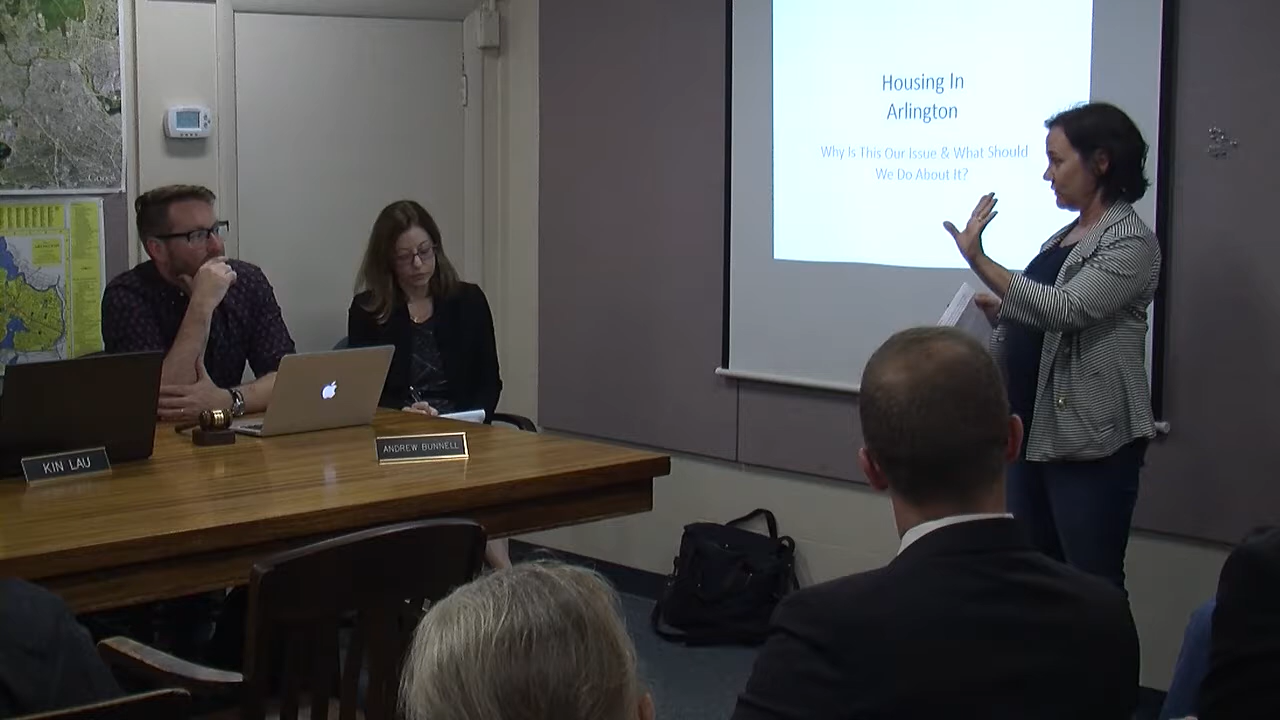 Housing In
Arlington
Why Is This Our Issue & What Should
We Do About It?
KIN LAU
ANDREW BUNNELL